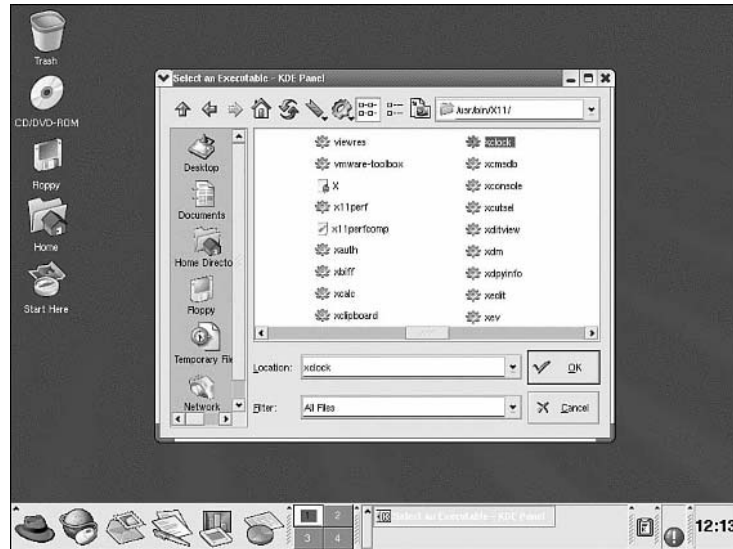 Trash
CD/DVD-ROM
Floppy
Home
Start Here
Select an Executable - KDE Panel
/usr/bin/X11/
Desktop
Documents
Home Directo
Floppy
Temporary File
Network
viewres
vmware-toolbox
X
x11perf
x11perfcomp
xauth
xbiff
xcalc
xclipboard
xclock
xcmsdb
xconsole
xcutsel
xditview
xdm
xdpyinfo
xedit
xev
Location: xclock
OK
Filter: All Files
Cancel
1 2
3 4
Select an Executable - KDE Panel
12:13